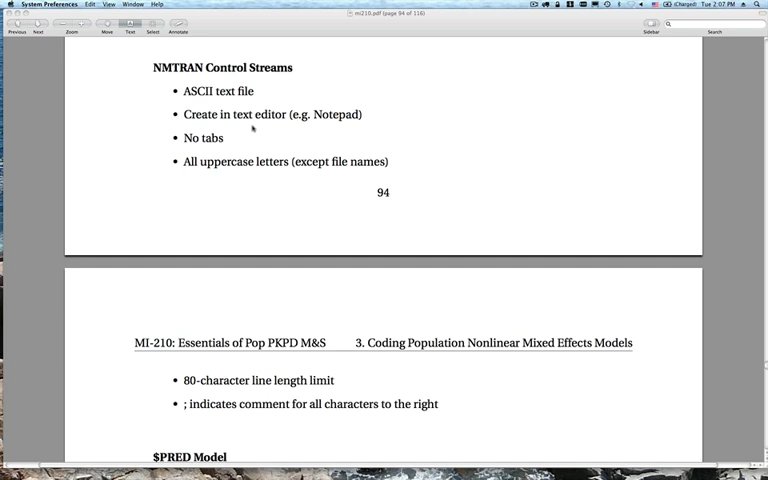 System Preferences Edit View Window Help
(Charged) Tue 2:07 PM
mi210.pdf (page 94 of 116)
Previous Next Zoom Move Text Select Annotate Sidebar Search
NMTRAN Control Streams
• ASCII text file
• Create in text editor (e.g. Notepad)
• No tabs
• All uppercase letters (except file names)
94
MI-210: Essentials of Pop PKPD M&S 3. Coding Population Nonlinear Mixed Effects Models
• 80-character line length limit
• ; indicates comment for all characters to the right
$PRED Model